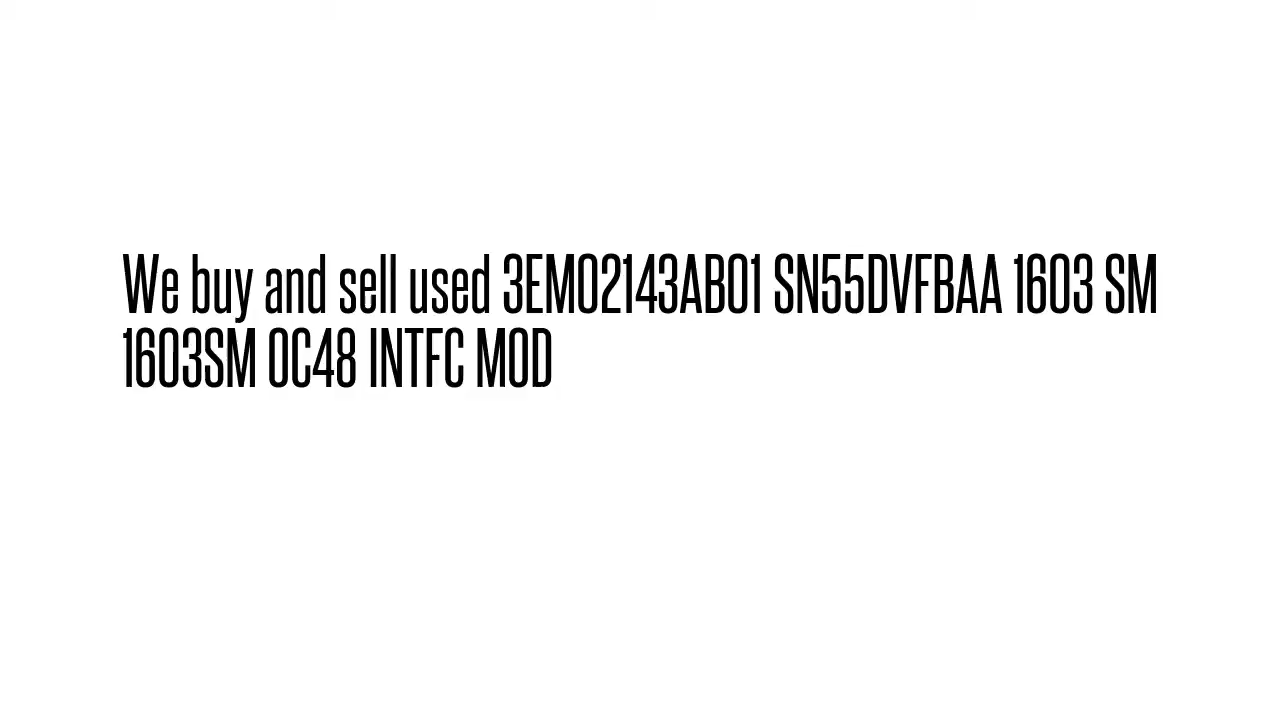 We buy and sell used 3EM02143AB01 SN55DVFBAA 1603 SM
1603SM OC48 INTFC MOD